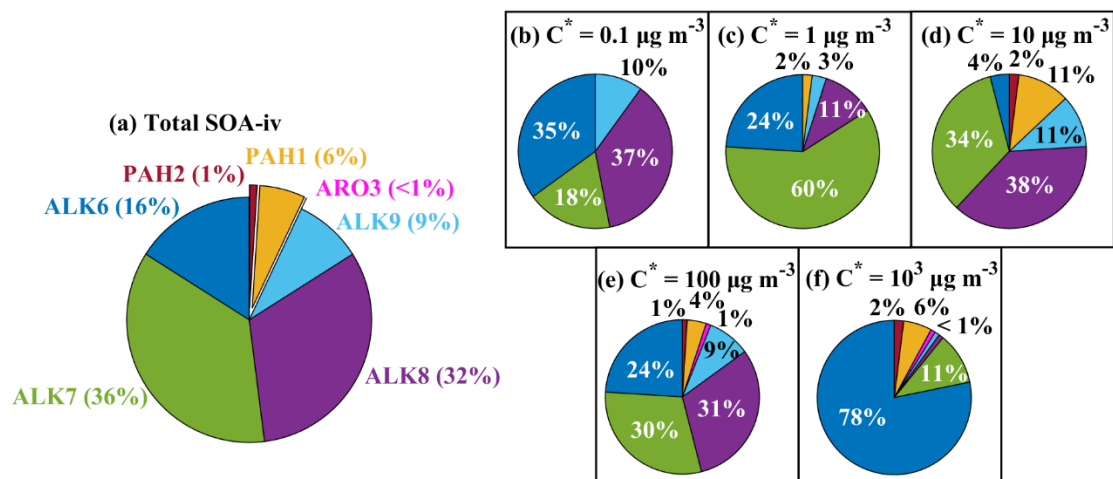 (a) Total SOA-iv
PAH2 (1%)
PAH1 (6%)
ARO3 (<1%)
ALK6 (16%)
ALK9 (9%)
ALK7 (36%)
ALK8 (32%)
(b) C* = 0.1 µg m-3
10%
35%
37%
18%
(c) C* = 1 µg m-3
2%
3%
24%
11%
60%
(d) C* = 10 µg m-3
4%
2%
11%
34%
11%
38%
(e) C* = 100 µg m-3
1%
4%
1%
9%
24%
31%
30%
(f) C* = 103 µg m-3
2%
6%
< 1%
11%
78%